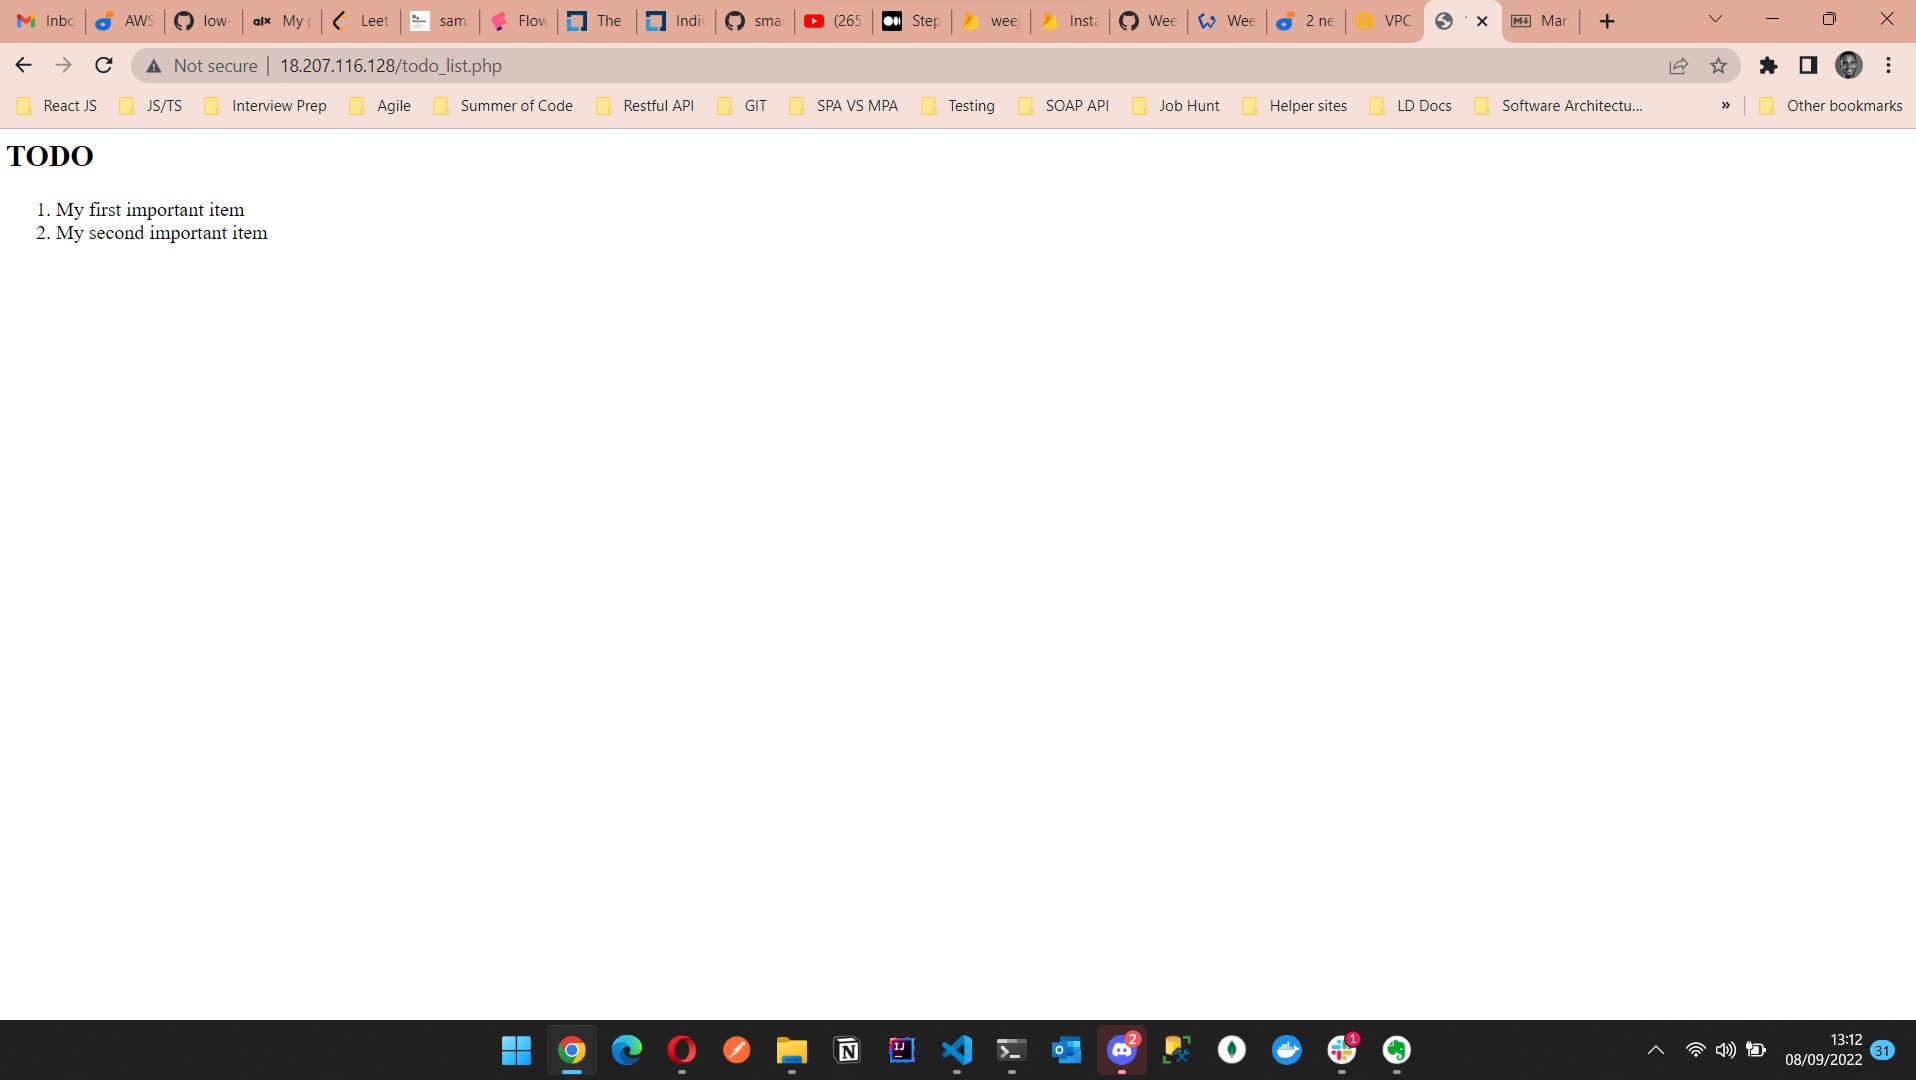 Inbo AWS low- alx My Leet sam Flow The Indiv sma (265 Step wee Insta Wee Wee 2 ne VPC Mar
Not secure 18.207.116.128/todo_list.php
React JS JS/TS Interview Prep Agile Summer of Code Restful API GIT SPA VS MPA Testing SOAP API Job Hunt Helper sites LD Docs Software Architectu... » Other bookmarks
TODO
1. My first important item
2. My second important item
2 1 13:12
08/09/2022 31